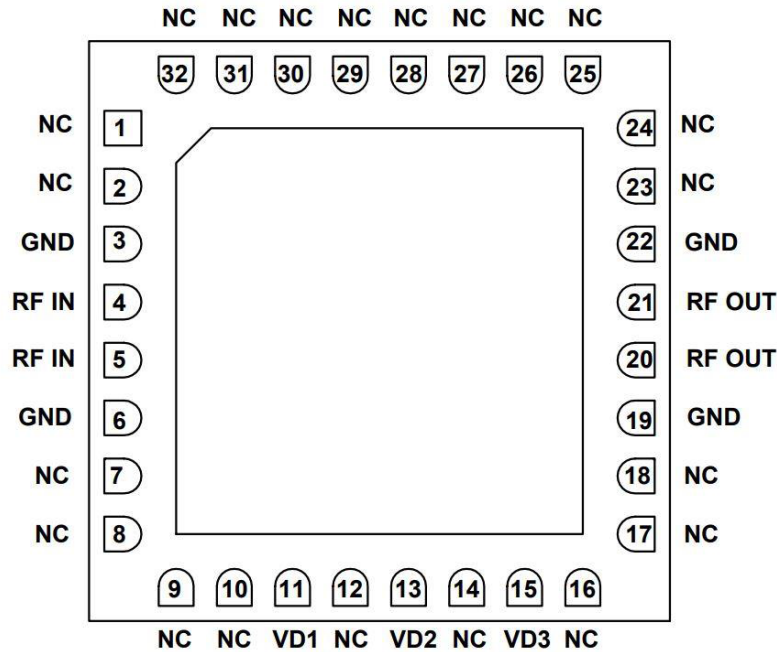 NC NC NC NC NC NC NC NC
32 31 30 29 28 27 26 25
NC 1 24 NC
NC 2 23 NC
GND 3 22 GND
RF IN 4 21 RF OUT
RF IN 5 20 RF OUT
GND 6 19 GND
NC 7 18 NC
NC 8 17 NC
9 10 11 12 13 14 15 16
NC NC VD1 NC VD2 NC VD3 NC